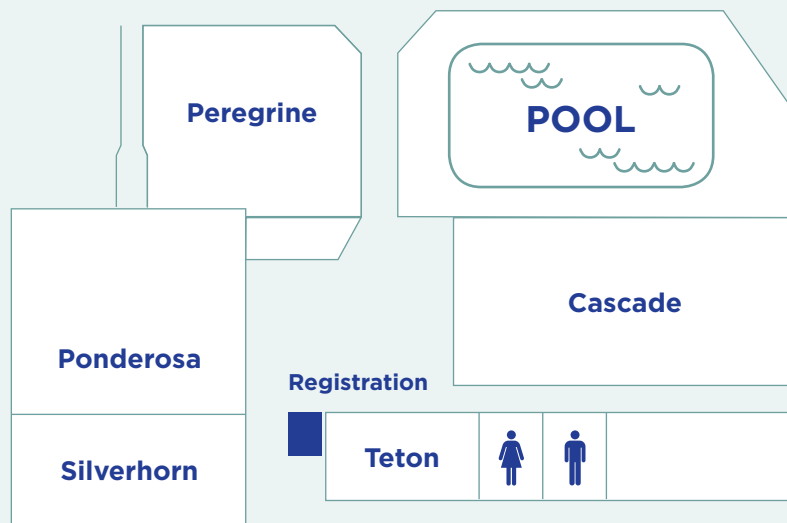 Peregrine
POOL
Cascade
Ponderosa
Registration
Teton
Silverhorn